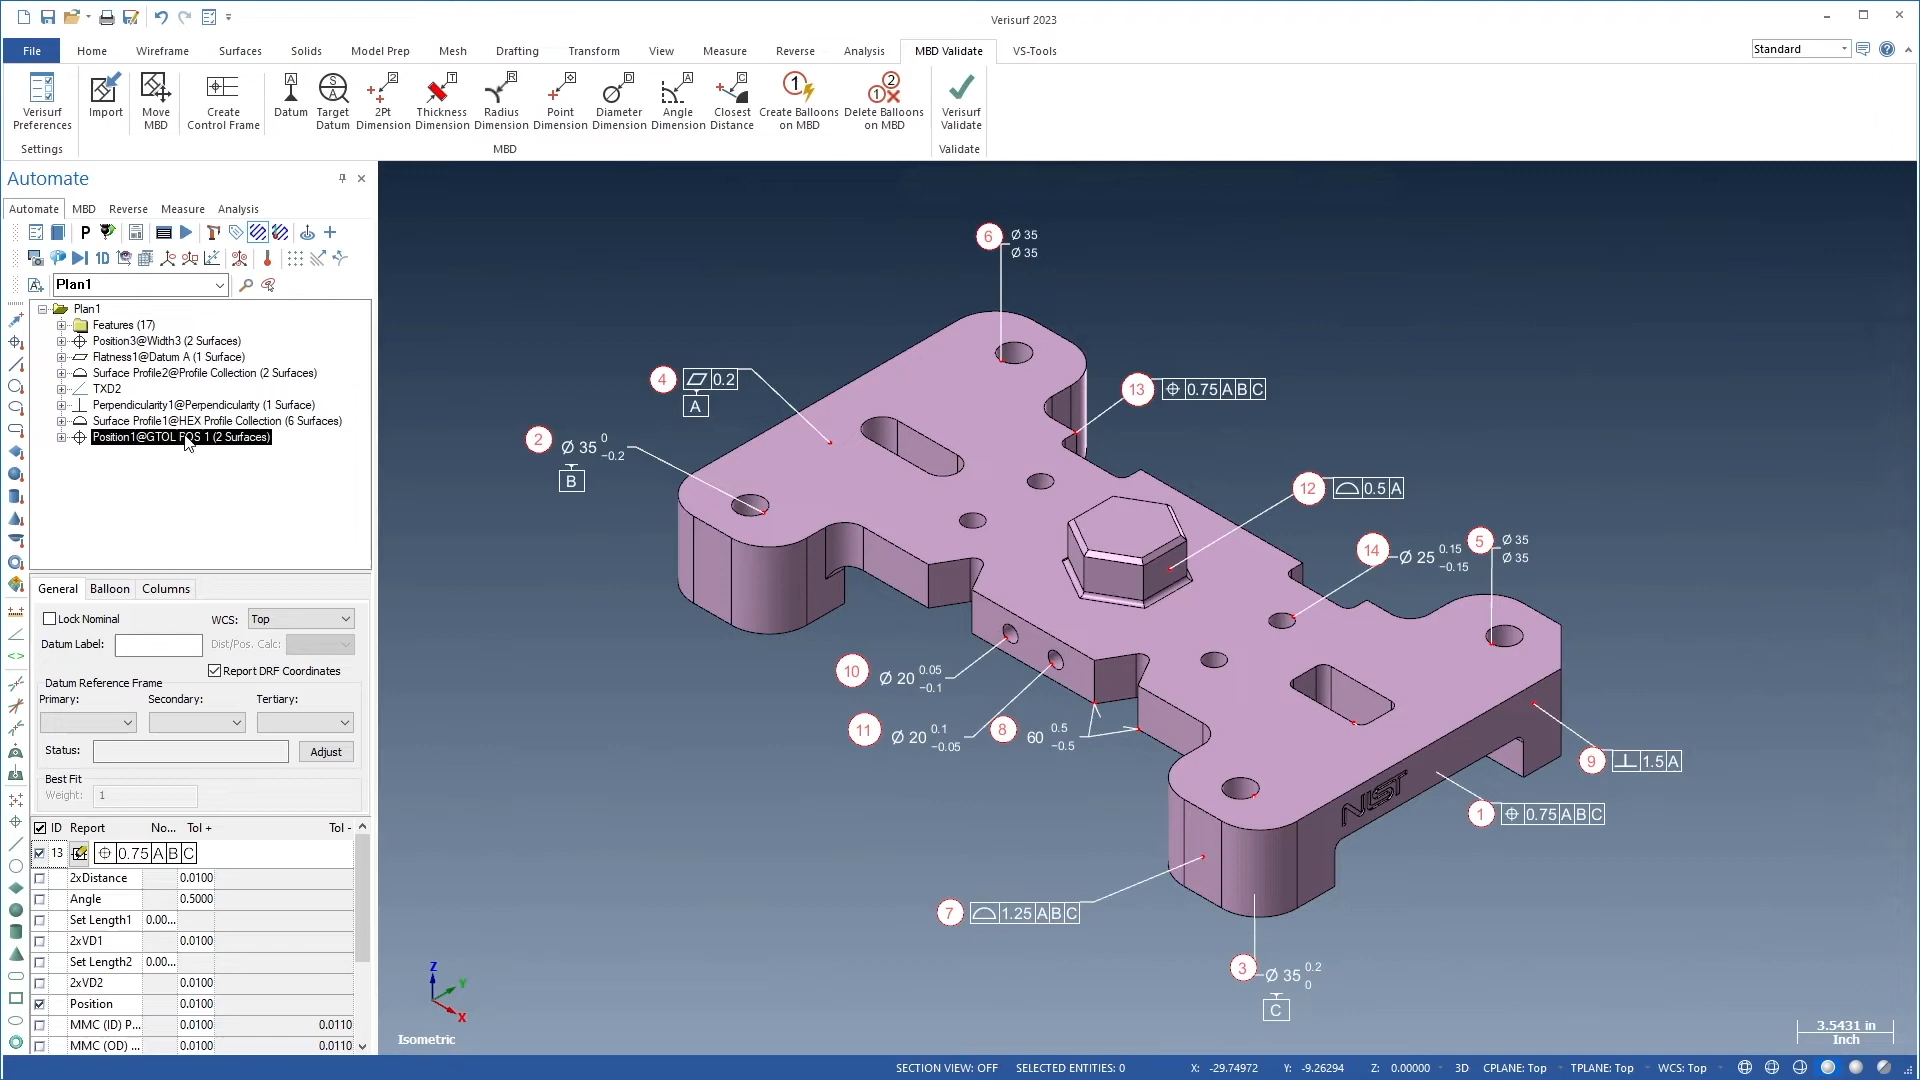 Verisurf 2023
File Home Wireframe Surfaces Solids Model Prep Mesh Drafting Transform View Measure Reverse Analysis MBD Validate VS-Tools
Standard
Verisurf Preferences
Import
Move MBD
Create Control Frame
Datum
Target Datum
2Pt Dimension
Thickness Dimension
Radius Dimension
Point Dimension
Diameter Dimension
Angle Dimension
Closest Distance
Create Balloons on MBD
Delete Balloons on MBD
Verisurf Validate
Settings
MBD
Validate
Automate
Automate MBD Reverse Measure Analysis
P
1D
Plan1
Plan1
Features (17)
Position3@Width3 (2 Surfaces)
Flatness1@Datum A (1 Surface)
Surface Profile2@Profile Collection (2 Surfaces)
TXD2
Perpendicularity1@Perpendicularity (1 Surface)
Surface Profile1@HEX Profile Collection (6 Surfaces)
Position1@GTOL POS 1 (2 Surfaces)
General Balloon Columns
Lock Nominal WCS: Top
Datum Label: Dist/Pos. Calc:
Report DRF Coordinates
Datum Reference Frame
Primary: Secondary: Tertiary:
Status: Adjust
Best Fit
Weight: 1
ID Report No... Tol + Tol -
13 ⌖ 0.75 A B C
2xDistance 0.0100
Angle 0.5000
Set Length1 0.00...
2xVD1 0.0100
Set Length2 0.00...
2xVD2 0.0100
Position 0.0100
MMC (ID) P... 0.0100 0.0110
MMC (OD) ... 0.0100 0.0110
6 Ø 35
Ø 35
4 ⏥ 0.2
A
13 ⌖ 0.75 A B C
2 Ø 35 0 -0.2
B
12 ⌓ 0.5 A
14 Ø 25 0.15 -0.15
5 Ø 35
Ø 35
10 Ø 20 0.05 -0.1
11 Ø 20 0.1 -0.05
8 60 0.5 -0.5
9 ⟂ 1.5 A
NIST
1 ⌖ 0.75 A B C
7 ⌓ 1.25 A B C
3 Ø 35 0.2 0
C
Z
Y
X
Isometric
3.5431 in
Inch
SECTION VIEW: OFF SELECTED ENTITIES: 0 X: -29.74972 Y: -9.26294 Z: 0.00000 3D CPLANE: Top TPLANE: Top WCS: Top